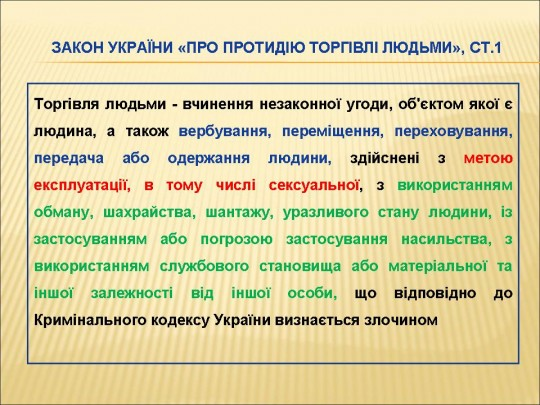 ЗАКОН УКРАЇНИ «ПРО ПРОТИДІЮ ТОРГІВЛІ ЛЮДЬМИ», СТ.1
Торгівля людьми - вчинення незаконної угоди, об'єктом якої є
людина, а також вербування, переміщення, переховування,
передача або одержання людини, здійснені з метою
експлуатації, в тому числі сексуальної, з використанням
обману, шахрайства, шантажу, уразливого стану людини, із
застосуванням або погрозою застосування насильства, з
використанням службового становища або матеріальної та
іншої залежності від іншої особи, що відповідно до
Кримінального кодексу України визнається злочином